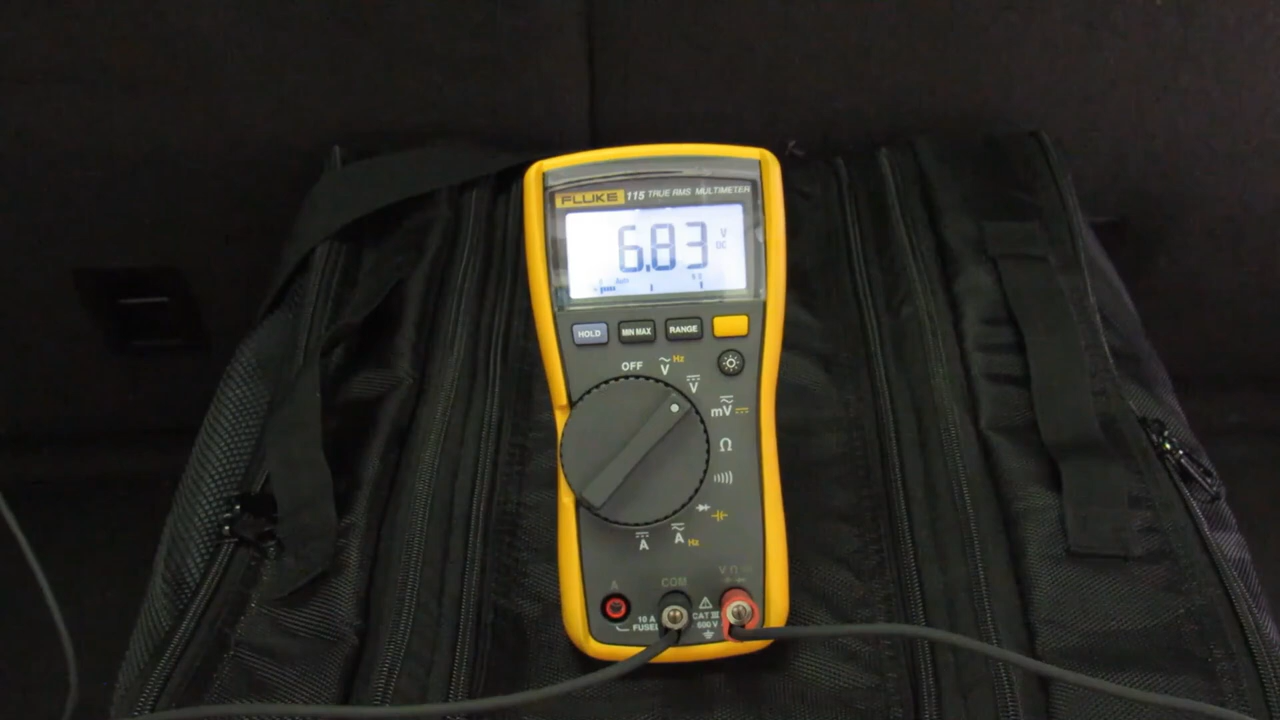 FLUKE 115 TRUE RMS MULTIMETER
6.83 V
DC
Auto
HOLD MIN MAX RANGE
OFF
V Hz
V
mV
Ω
A
A Hz
A COM V Ω
10 A
FUSED
CAT III
600 V